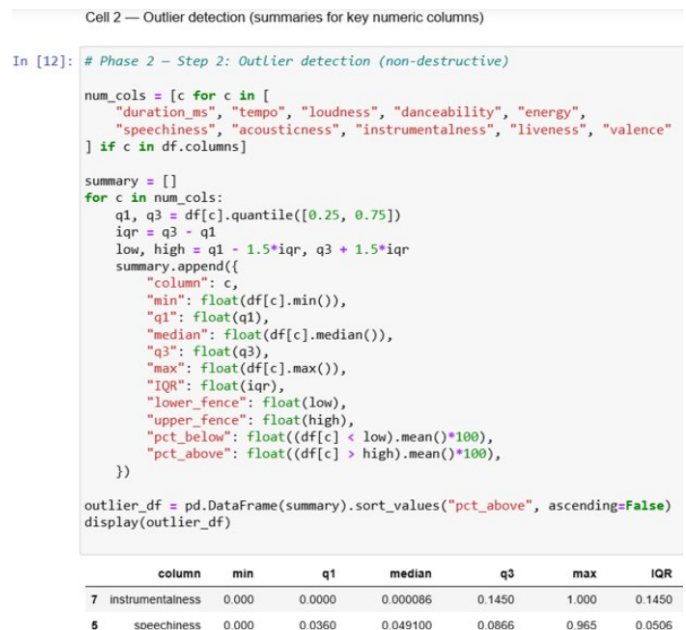 Cell 2 — Outlier detection (summaries for key numeric columns)
In [12]: # Phase 2 — Step 2: Outlier detection (non-destructive)
num_cols = [c for c in [
"duration_ms", "tempo", "loudness", "danceability", "energy",
"speechiness", "acousticness", "instrumentalness", "liveness", "valence"
] if c in df.columns]
summary = []
for c in num_cols:
q1, q3 = df[c].quantile([0.25, 0.75])
iqr = q3 - q1
low, high = q1 - 1.5*iqr, q3 + 1.5*iqr
summary.append({
"column": c,
"min": float(df[c].min()),
"q1": float(q1),
"median": float(df[c].median()),
"q3": float(q3),
"max": float(df[c].max()),
"IQR": float(iqr),
"lower_fence": float(low),
"upper_fence": float(high),
"pct_below": float((df[c] < low).mean()*100),
"pct_above": float((df[c] > high).mean()*100),
})
outlier_df = pd.DataFrame(summary).sort_values("pct_above", ascending=False)
display(outlier_df)
column min q1 median q3 max IQR
7 instrumentalness 0.000 0.0000 0.000086 0.1450 1.000 0.1450
5 speechiness 0.000 0.0360 0.049100 0.0866 0.965 0.0506